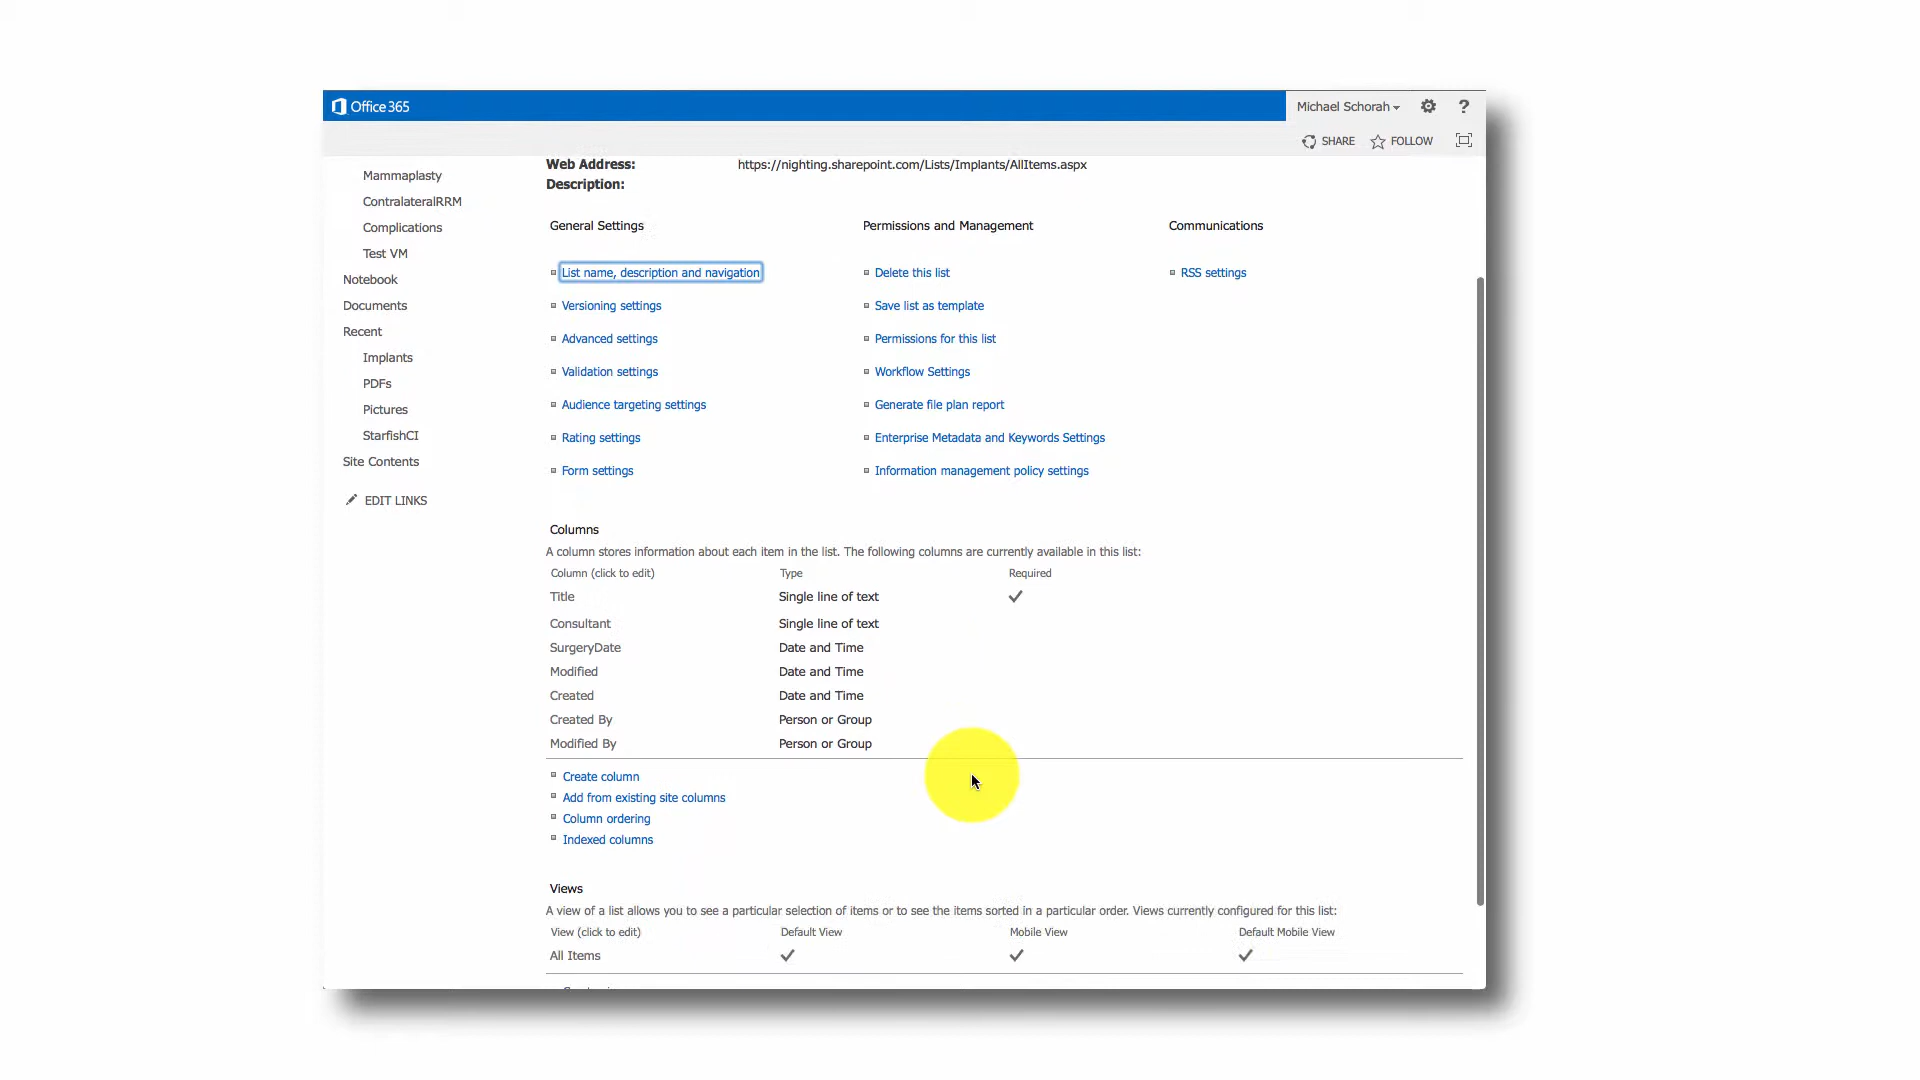 Office 365
Michael Schorah
?
SHARE
FOLLOW
Mammaplasty
ContralateralRRM
Complications
Test VM
Notebook
Documents
Recent
Implants
PDFs
Pictures
StarfishCI
Site Contents
EDIT LINKS
Web Address: https://nighting.sharepoint.com/Lists/Implants/AllItems.aspx
Description:
General Settings Permissions and Management Communications
List name, description and navigation Delete this list RSS settings
Versioning settings Save list as template
Advanced settings Permissions for this list
Validation settings Workflow Settings
Audience targeting settings Generate file plan report
Rating settings Enterprise Metadata and Keywords Settings
Form settings Information management policy settings
Columns
A column stores information about each item in the list. The following columns are currently available in this list:
Column (click to edit) Type Required
Title Single line of text
Consultant Single line of text
SurgeryDate Date and Time
Modified Date and Time
Created Date and Time
Created By Person or Group
Modified By Person or Group
Create column
Add from existing site columns
Column ordering
Indexed columns
Views
A view of a list allows you to see a particular selection of items or to see the items sorted in a particular order. Views currently configured for this list:
View (click to edit) Default View Mobile View Default Mobile View
All Items